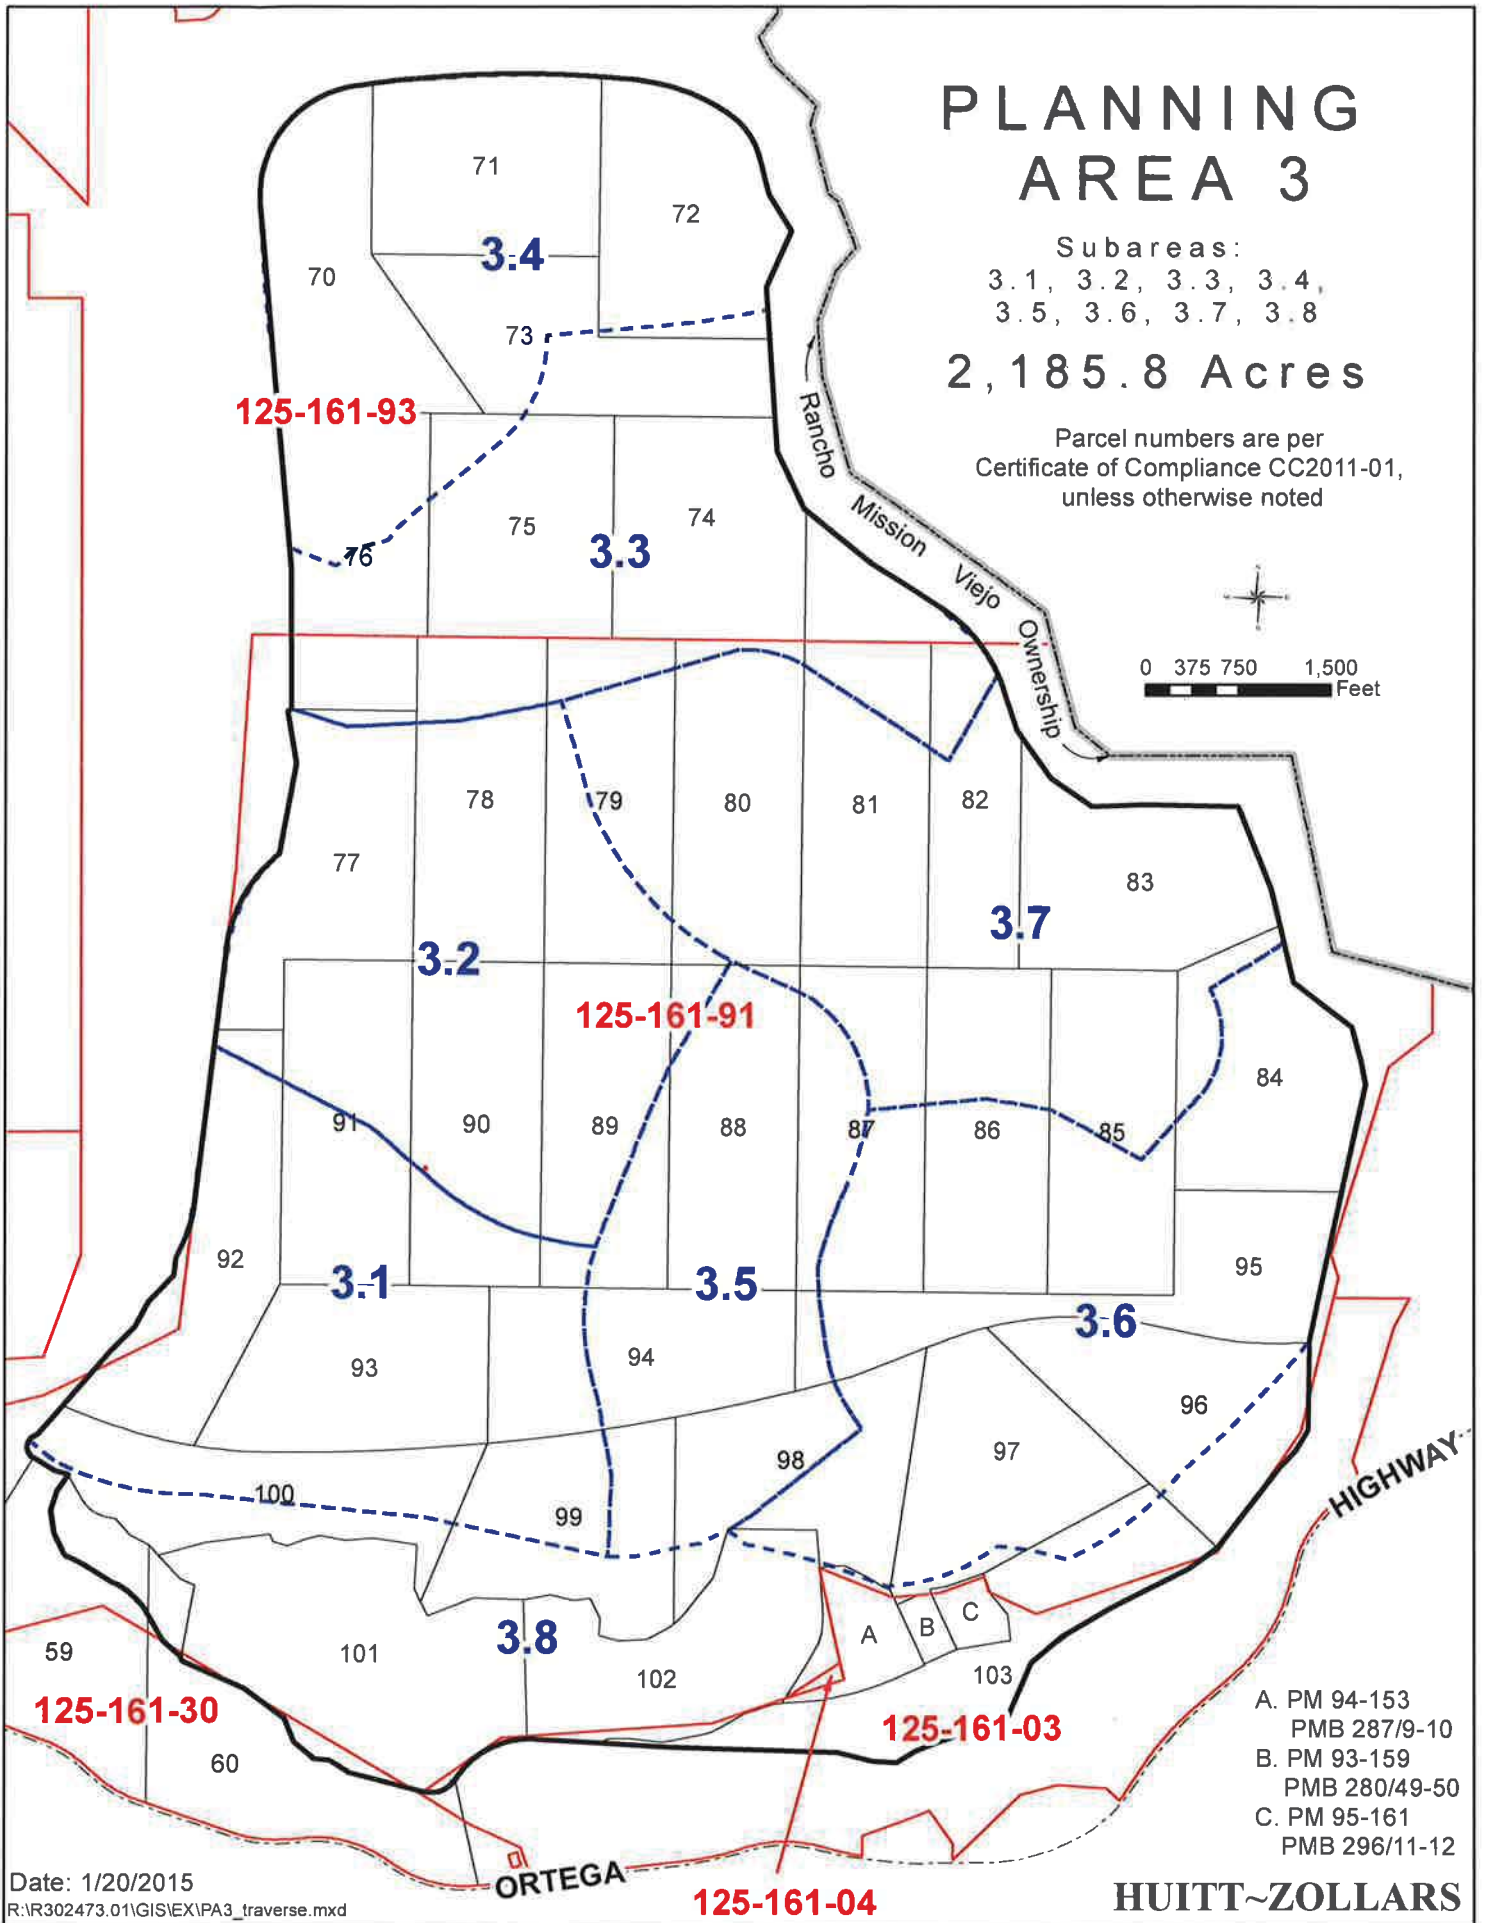 PLANNING
AREA 3
Subareas:
3.1, 3.2, 3.3, 3.4,
3.5, 3.6, 3.7, 3.8
2,185.8 Acres
Parcel numbers are per
Certificate of Compliance CC2011-01,
unless otherwise noted
0 375 750 1,500
Feet
Rancho Mission Viejo Ownership
71
72
3.4
70
73
125-161-93
75
74
3.3
76
78
79
80
81
82
77
83
3.7
3.2
125-161-91
84
91
90
89
88
87
86
85
92
95
3.1
3.5
3.6
93
94
96
97
98
100
99
A
B
C
3.8
59
101
102
103
125-161-30
125-161-03
60
HIGHWAY
A. PM 94-153
PMB 287/9-10
B. PM 93-159
PMB 280/49-50
C. PM 95-161
PMB 296/11-12
ORTEGA
125-161-04
Date: 1/20/2015
R:\R302473.01\GIS\EX\PA3_traverse.mxd
HUITT~ZOLLARS